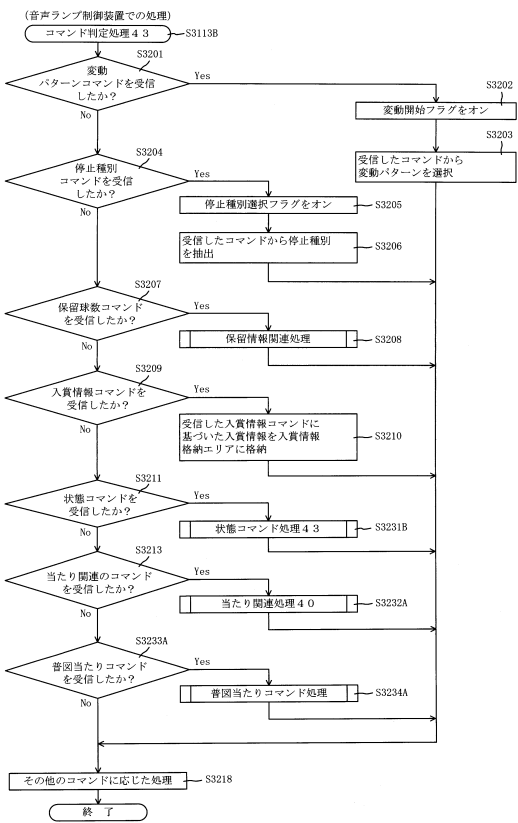 (音声ランプ制御装置での処理)
コマンド判定処理43
S3113B
S3201
変動
パターンコマンドを受信
したか?
Yes
No
S3202
変動開始フラグをオン
S3203
受信したコマンドから
変動パターンを選択
S3204
停止種別
コマンドを受信
したか?
Yes
No
停止種別選択フラグをオン
S3205
受信したコマンドから停止種別
を抽出
S3206
S3207
保留球数コマンド
を受信したか?
Yes
No
保留情報関連処理
S3208
S3209
入賞情報コマンドを
受信したか?
Yes
No
受信した入賞情報コマンドに
基づいた入賞情報を入賞情報
格納エリアに格納
S3210
S3211
状態コマンドを
受信したか?
Yes
No
状態コマンド処理43
S3231B
S3213
当たり関連のコマンド
を受信したか?
Yes
No
当たり関連処理40
S3232A
S3233A
普図当たりコマンド
を受信したか?
Yes
No
普図当たりコマンド処理
S3234A
その他のコマンドに応じた処理
S3218
終 了